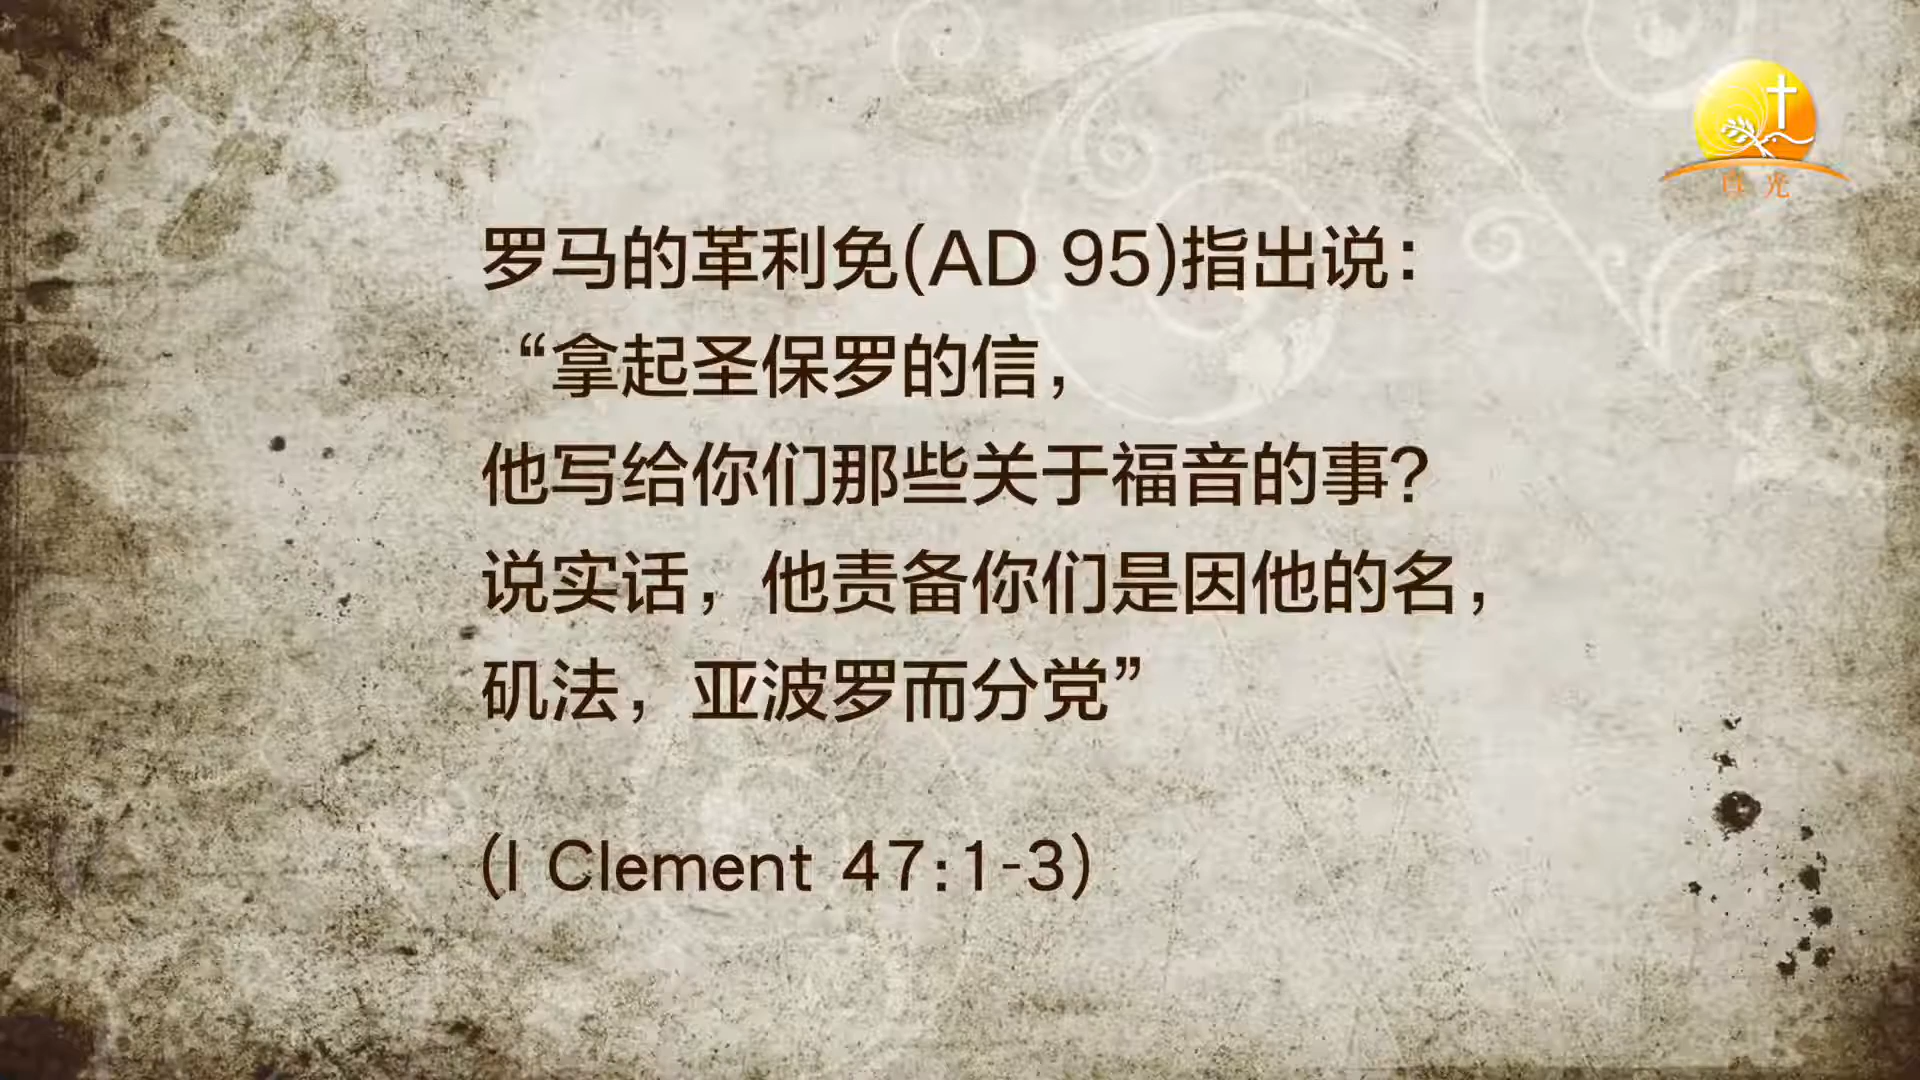 罗马的革利免(AD 95)指出说：
“拿起圣保罗的信，
他写给你们那些关于福音的事？
说实话，他责备你们是因他的名，
矶法，亚波罗而分党”
(I Clement 47:1-3)